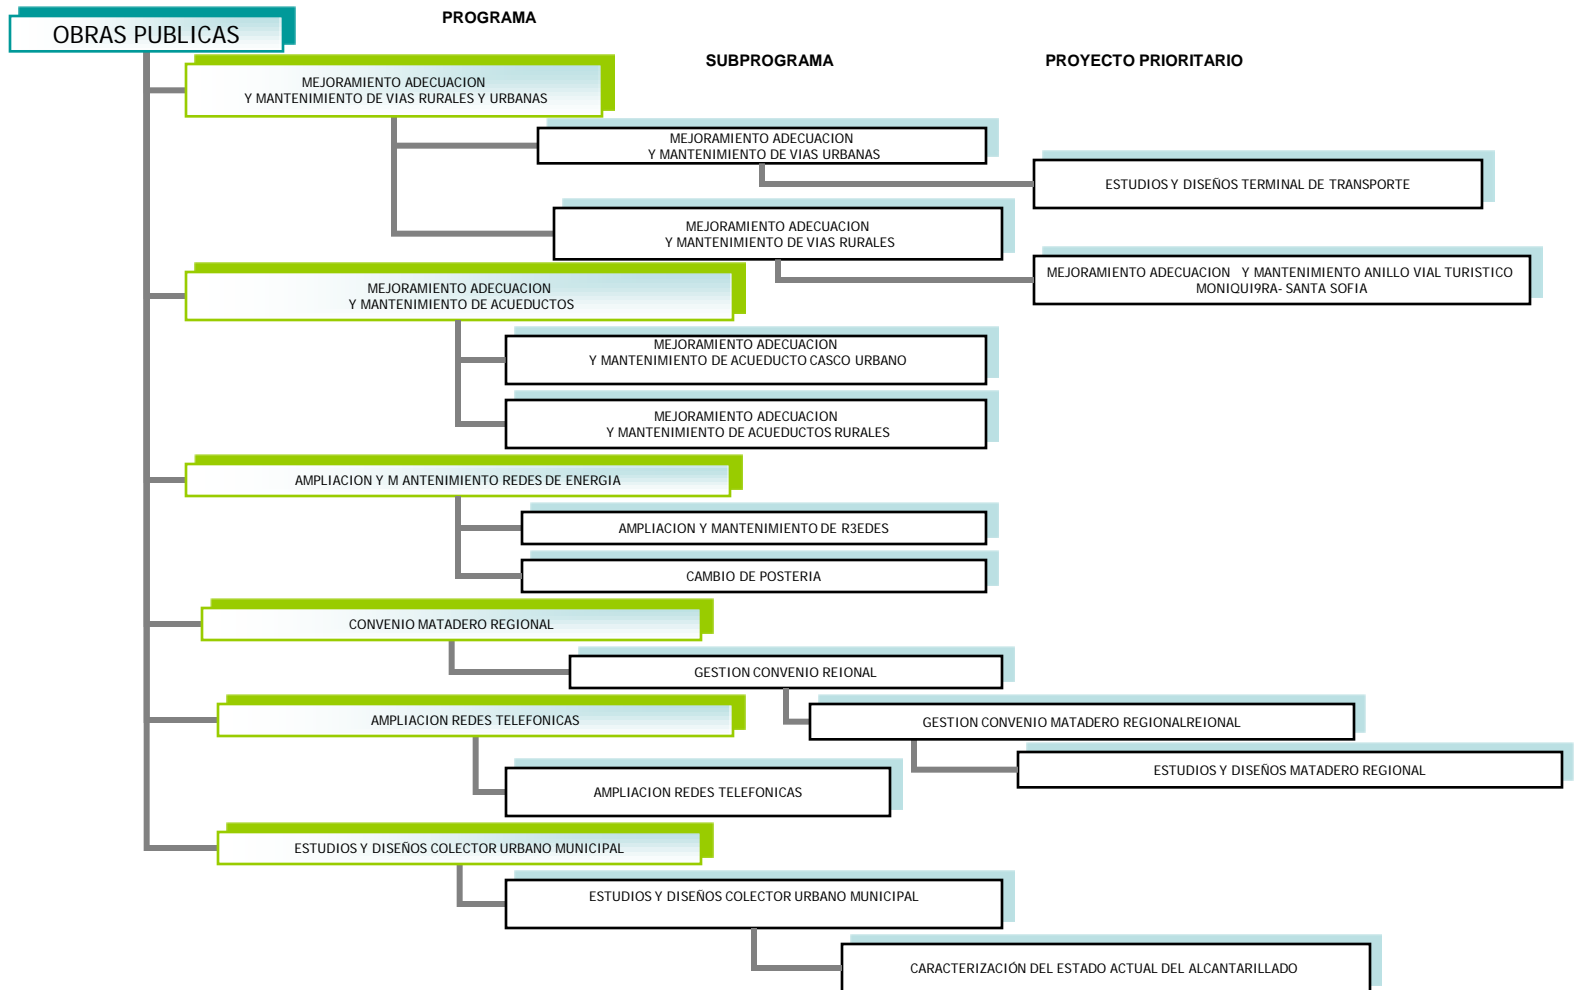 OBRAS PUBLICAS
PROGRAMA
SUBPROGRAMA
PROYECTO PRIORITARIO
MEJORAMIENTO ADECUACION
Y MANTENIMIENTO DE VIAS RURALES Y URBANAS
MEJORAMIENTO ADECUACION
Y MANTENIMIENTO DE VIAS URBANAS
ESTUDIOS Y DISEÑOS TERMINAL DE TRANSPORTE
MEJORAMIENTO ADECUACION
Y MANTENIMIENTO DE VIAS RURALES
MEJORAMIENTO ADECUACION Y MANTENIMIENTO ANILLO VIAL TURISTICO
MONIQUI9RA- SANTA SOFIA
MEJORAMIENTO ADECUACION
Y MANTENIMIENTO DE ACUEDUCTOS
MEJORAMIENTO ADECUACION
Y MANTENIMIENTO DE ACUEDUCTO CASCO URBANO
MEJORAMIENTO ADECUACION
Y MANTENIMIENTO DE ACUEDUCTOS RURALES
AMPLIACION Y M ANTENIMIENTO REDES DE ENERGIA
AMPLIACION Y MANTENIMIENTO DE R3EDES
CAMBIO DE POSTERIA
CONVENIO MATADERO REGIONAL
GESTION CONVENIO REIONAL
GESTION CONVENIO MATADERO REGIONALREIONAL
ESTUDIOS Y DISEÑOS MATADERO REGIONAL
AMPLIACION REDES TELEFONICAS
AMPLIACION REDES TELEFONICAS
ESTUDIOS Y DISEÑOS COLECTOR URBANO MUNICIPAL
ESTUDIOS Y DISEÑOS COLECTOR URBANO MUNICIPAL
CARACTERIZACIÓN DEL ESTADO ACTUAL DEL ALCANTARILLADO